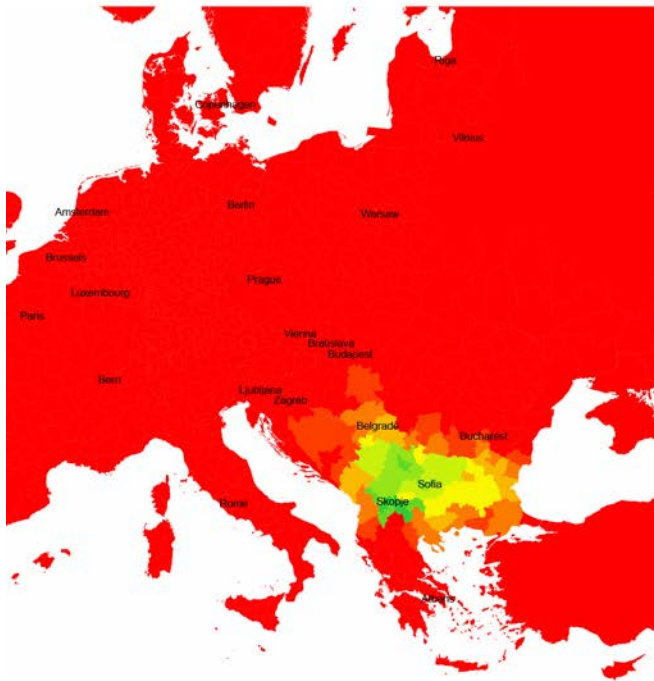 Riga
Copenhagen
Vilnius
Berlin
Amsterdam
Warsaw
Brussels
Prague
Luxembourg
Paris
Vienna
Bratislava
Budapest
Bern
Ljubljana
Zagreb
Belgrade
Bucharest
Sofia
Skopje
Rome
Athens